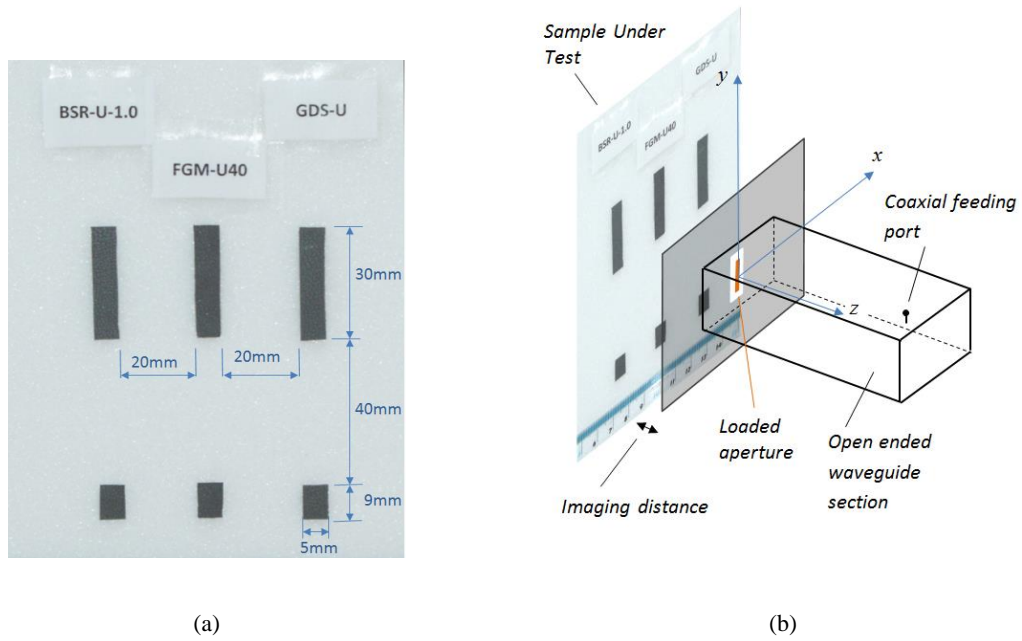 BSR-U-1.0
GDS-U
FGM-U40
30mm
20mm
20mm
40mm
9mm
5mm
(a)
Sample Under
Test
y
GDS-U
BSR-U-1.0
FGM-U40
x
Coaxial feeding
port
z
Loaded
aperture
Open ended
waveguide
section
Imaging distance
(b)